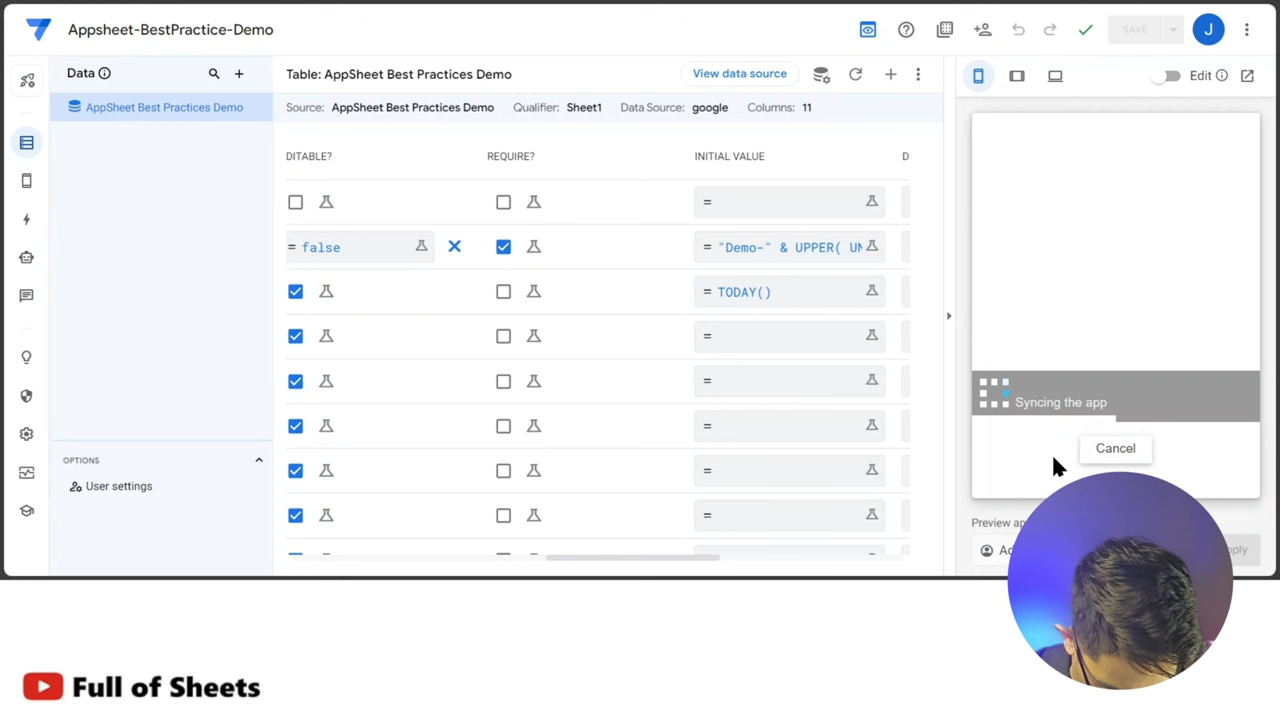 Appsheet-BestPractice-Demo
SAVE
J
Data
Table: AppSheet Best Practices Demo
View data source
Edit
AppSheet Best Practices Demo
Source: AppSheet Best Practices Demo Qualifier: Sheet1 Data Source: google Columns: 11
DITABLE? REQUIRE? INITIAL VALUE D
=
= false
= "Demo-" & UPPER( UN
= TODAY()
=
=
=
=
=
Syncing the app
Cancel
OPTIONS
User settings
Preview ap
Ad
ply
Full of Sheets